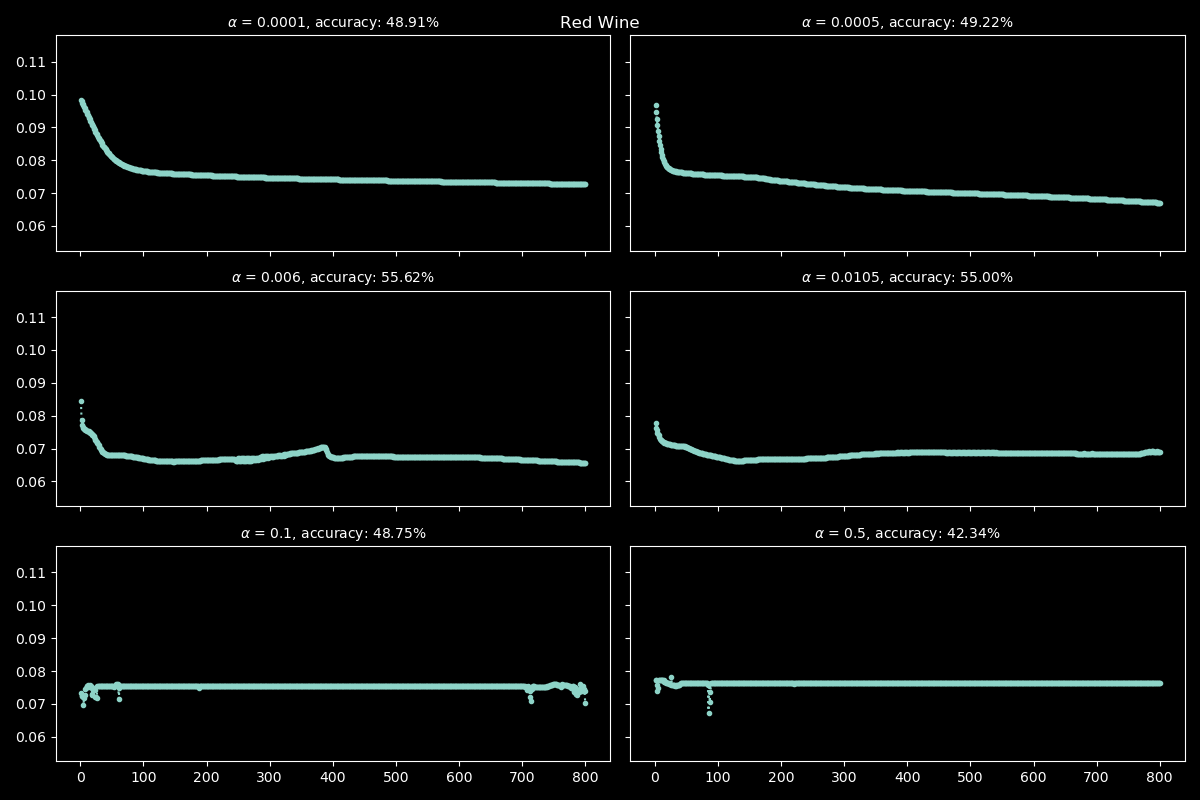 Red Wine
α = 0.0001, accuracy: 48.91%
α = 0.0005, accuracy: 49.22%
0.11
0.10
0.09
0.08
0.07
0.06
α = 0.006, accuracy: 55.62%
α = 0.0105, accuracy: 55.00%
0.11
0.10
0.09
0.08
0.07
0.06
α = 0.1, accuracy: 48.75%
α = 0.5, accuracy: 42.34%
0.11
0.10
0.09
0.08
0.07
0.06
0 100 200 300 400 500 600 700 800
0 100 200 300 400 500 600 700 800